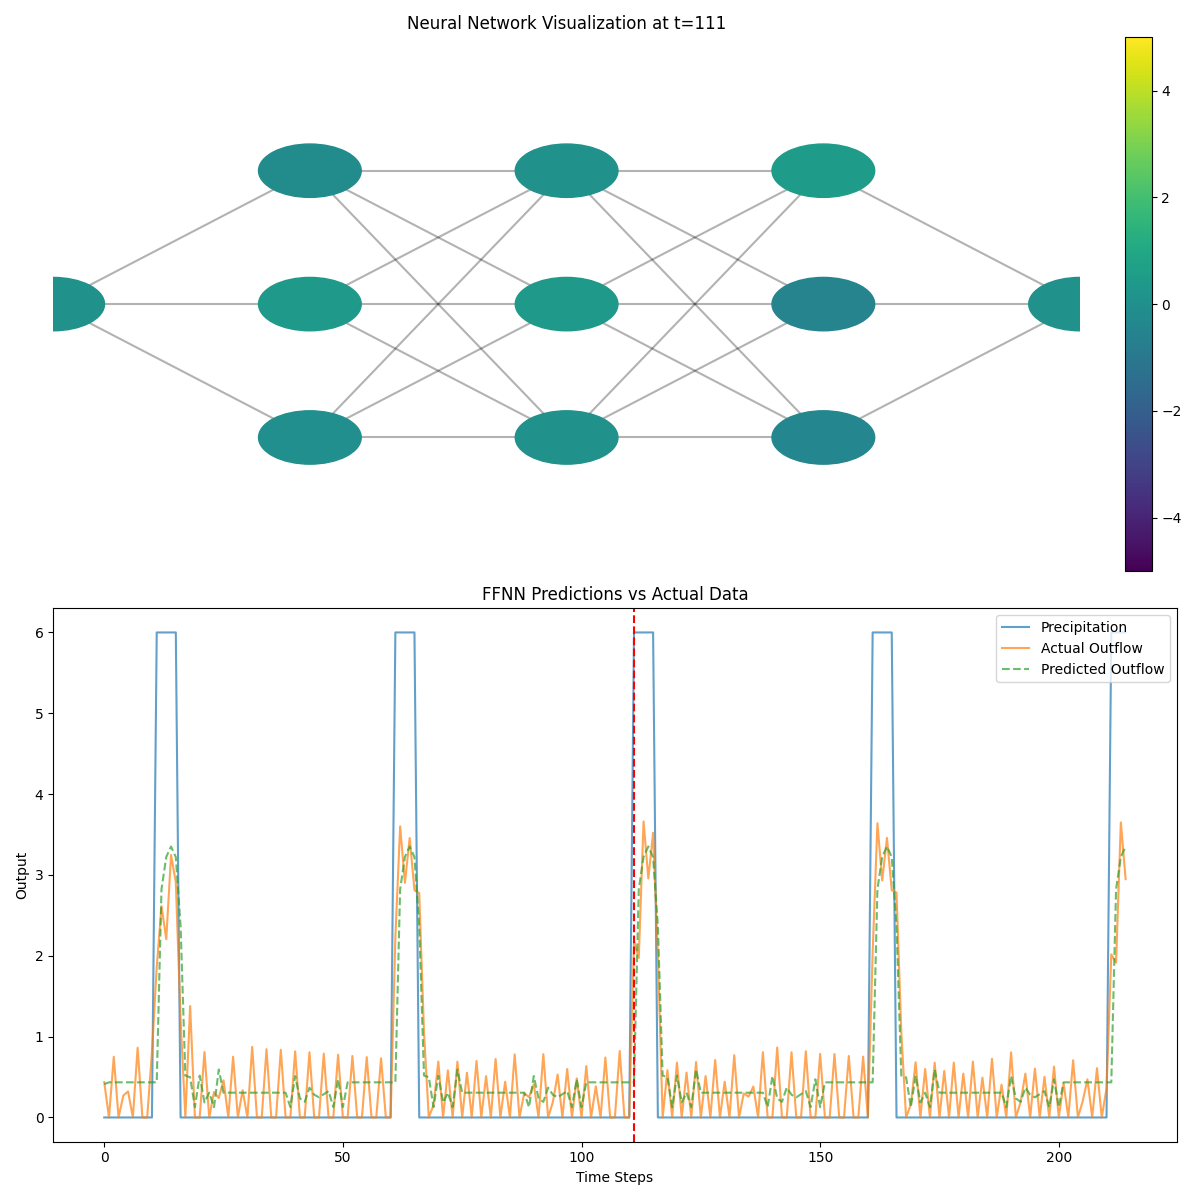 Neural Network Visualization at t=111
4
2
0
−2
−4
FFNN Predictions vs Actual Data
Precipitation
Actual Outflow
Predicted Outflow
Output
6
5
4
3
2
1
0
0 50 100 150 200
Time Steps